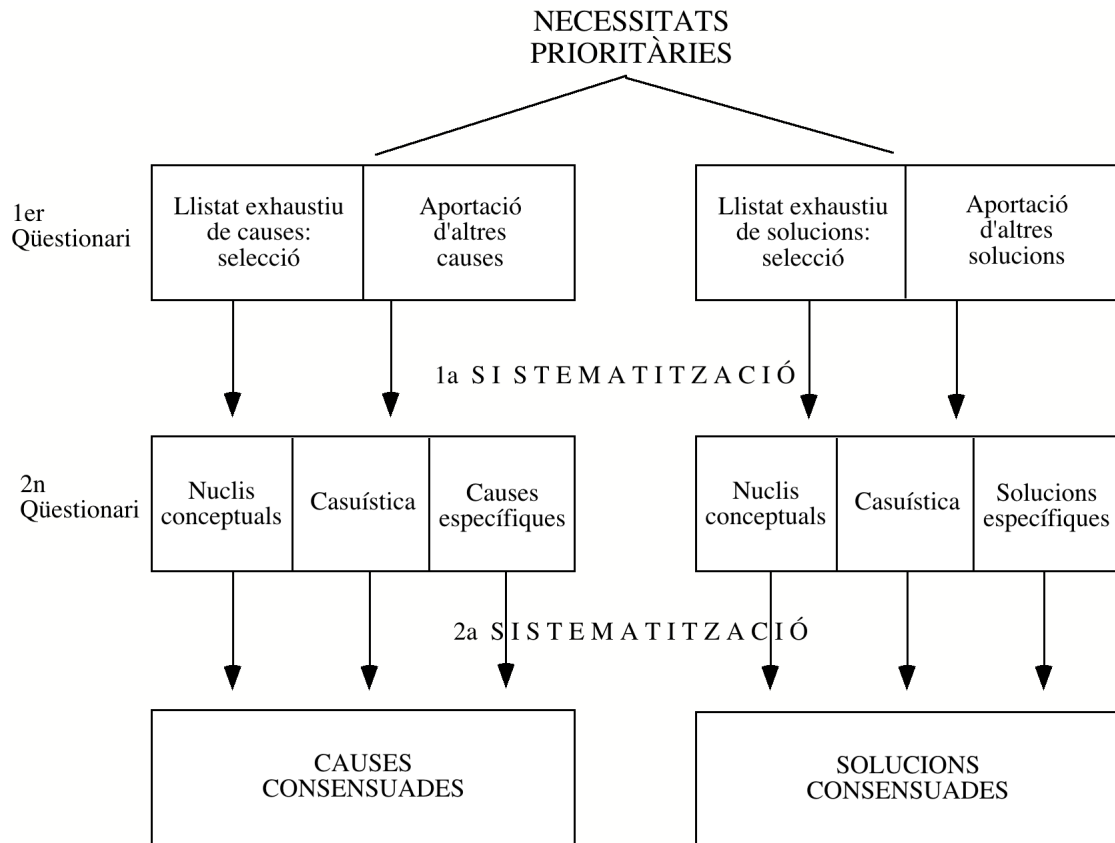 NECESSITATS
PRIORITÀRIES
1er
Qüestionari
Llistat exhaustiu
de causes:
selecció
Aportació
d'altres
causes
Llistat exhaustiu
de solucions:
selecció
Aportació
d'altres
solucions
1a SISTEMATITZACIÓ
2n
Qüestionari
Nuclis
conceptuals
Casuística
Causes
específiques
Nuclis
conceptuals
Casuística
Solucions
específiques
2a SISTEMATITZACIÓ
CAUSES
CONSENSUADES
SOLUCIONS
CONSENSUADES